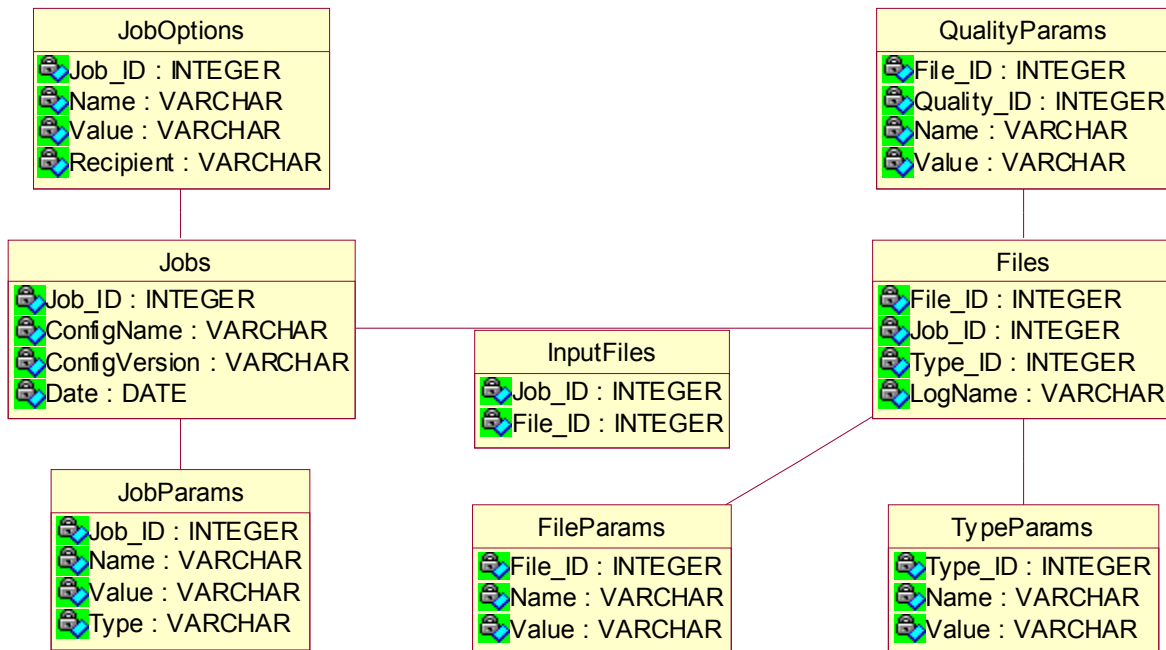 JobOptions
Job_ID : INTEGER
Name : VARCHAR
Value : VARCHAR
Recipient : VARCHAR
QualityParams
File_ID : INTEGER
Quality_ID : INTEGER
Name : VARCHAR
Value : VARCHAR
Jobs
Job_ID : INTEGER
ConfigName : VARCHAR
ConfigVersion : VARCHAR
Date : DATE
InputFiles
Job_ID : INTEGER
File_ID : INTEGER
Files
File_ID : INTEGER
Job_ID : INTEGER
Type_ID : INTEGER
LogName : VARCHAR
JobParams
Job_ID : INTEGER
Name : VARCHAR
Value : VARCHAR
Type : VARCHAR
FileParams
File_ID : INTEGER
Name : VARCHAR
Value : VARCHAR
TypeParams
Type_ID : INTEGER
Name : VARCHAR
Value : VARCHAR